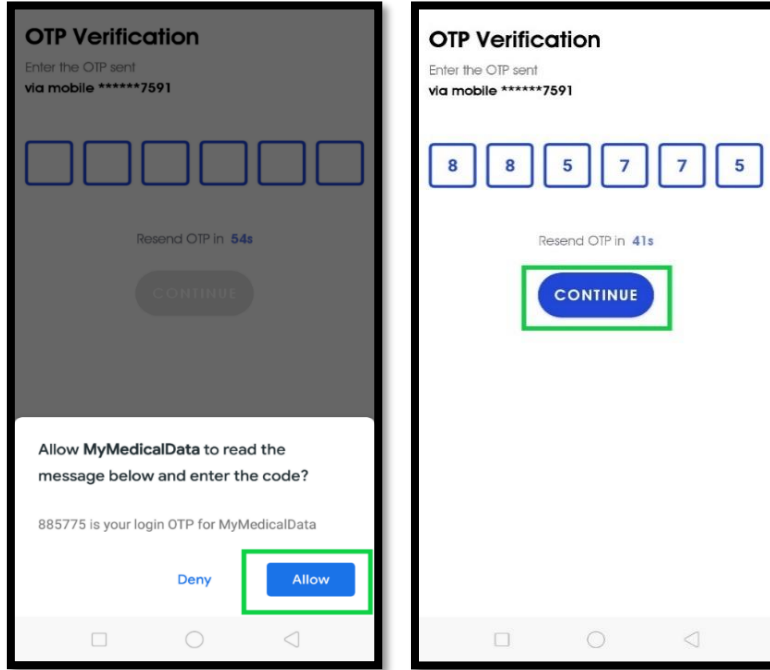 OTP Verification
Enter the OTP sent
via mobile ******7591
Resend OTP in 54s
CONTINUE
Allow MyMedicalData to read the
message below and enter the code?
885775 is your login OTP for MyMedicalData
Deny
Allow
OTP Verification
Enter the OTP sent
via mobile ******7591
8 8 5 7 7 5
Resend OTP in 41s
CONTINUE